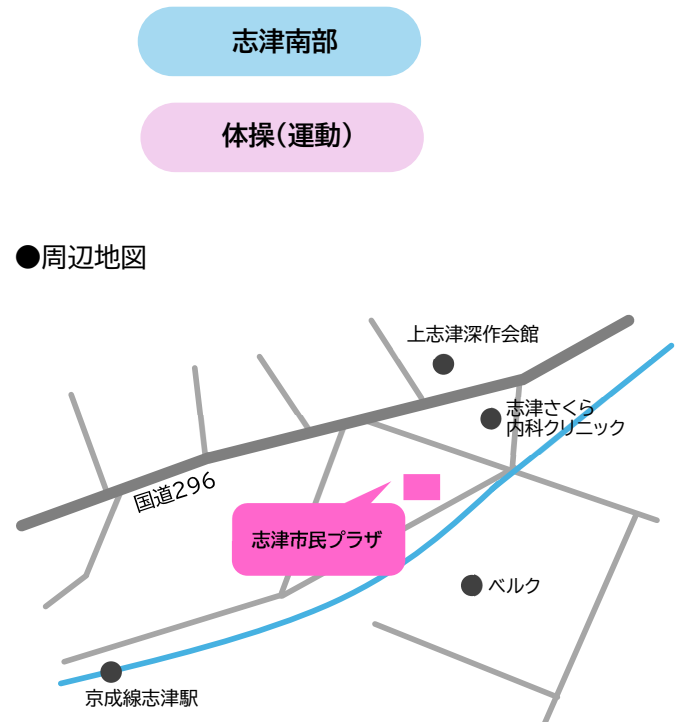 志津南部
体操(運動)
●周辺地図
上志津深作会館
志津さくら
内科クリニック
国道296
志津市民プラザ
ベルク
京成線志津駅